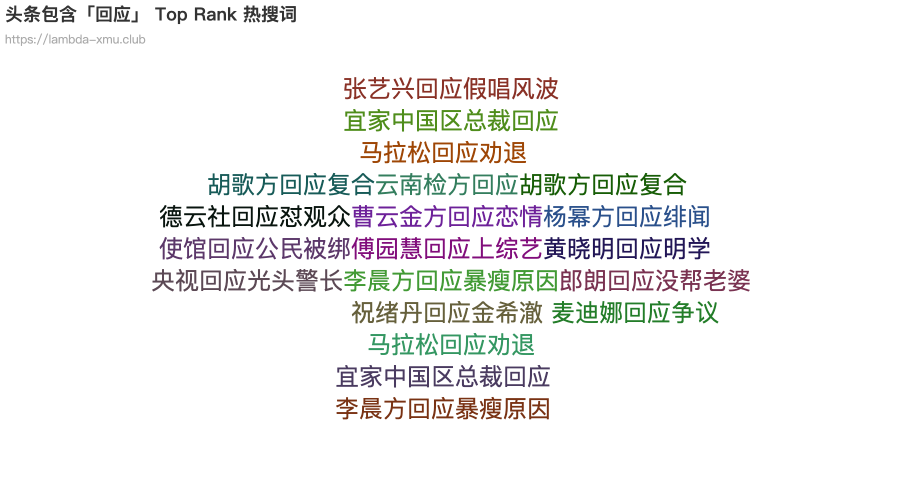 头条包含「回应」 Top Rank 热搜词
https://lambda-xmu.club
张艺兴回应假唱风波
宜家中国区总裁回应
马拉松回应劝退
胡歌方回应复合云南检方回应胡歌方回应复合
德云社回应怼观众曹云金方回应恋情杨幂方回应绯闻
使馆回应公民被绑傅园慧回应上综艺黄晓明回应明学
央视回应光头警长李晨方回应暴瘦原因郎朗回应没帮老婆
祝绪丹回应金希澈 麦迪娜回应争议
马拉松回应劝退
宜家中国区总裁回应
李晨方回应暴瘦原因